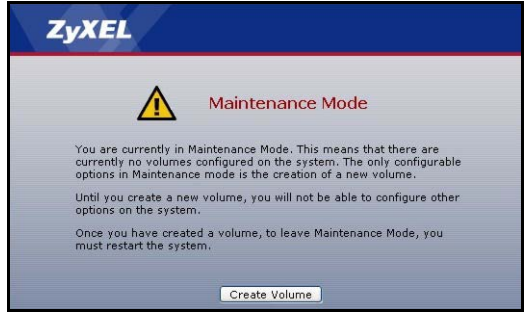 ZyXEL
Maintenance Mode
You are currently in Maintenance Mode. This means that there are
currently no volumes configured on the system. The only configurable
options in Maintenance mode is the creation of a new volume.
Until you create a new volume, you will not be able to configure other
options on the system.
Once you have created a volume, to leave Maintenance Mode, you
must restart the system.
Create Volume